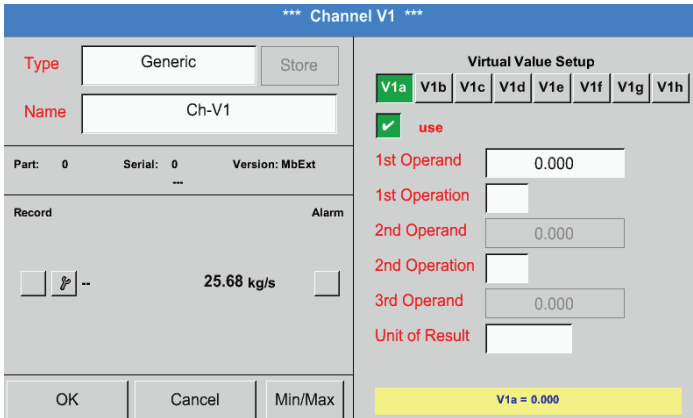 *** Channel V1 ***
Type Generic Store
Name Ch-V1
Part: 0 Serial: 0 Version: MbExt
---
Record Alarm
-- 25.68 kg/s
OK Cancel Min/Max
Virtual Value Setup
V1a V1b V1c V1d V1e V1f V1g V1h
use
1st Operand 0.000
1st Operation
2nd Operand 0.000
2nd Operation
3rd Operand 0.000
Unit of Result
V1a = 0.000